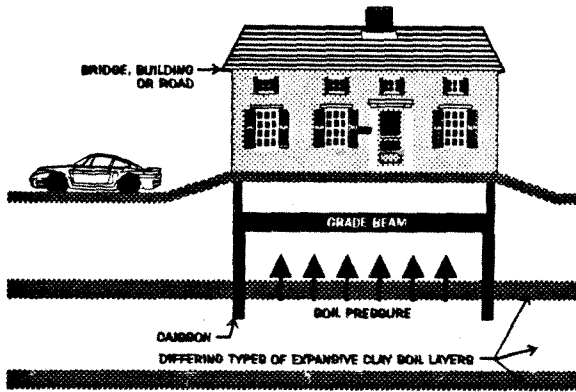 BRIDGE, BUILDING
OR ROAD
GRADE BEAM
SOIL PRESSURE
CAISSON
DIFFERING TYPES OF EXPANSIVE CLAY SOIL LAYERS